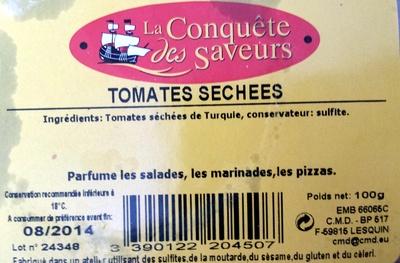 La Conquête
des Saveurs
TOMATES SECHEES
Ingrédients: Tomates séchées de Turquie, conservateur: sulfite.
Parfume les salades, les marinades,les pizzas.
Conservation recommandée inférieure à
18°C.
A consommer de préférence avant fin:
08/2014
Lot n° 24348
3 390122 204507
Poids net: 100g
EMB 66065C
C.M.D. - BP 517
F-59816 LESQUIN
cmd@cmd.eu
Fabriqué dans un atelier utilisant des sulfites,de la moutarde,du sésame,du gluten et du céleri.